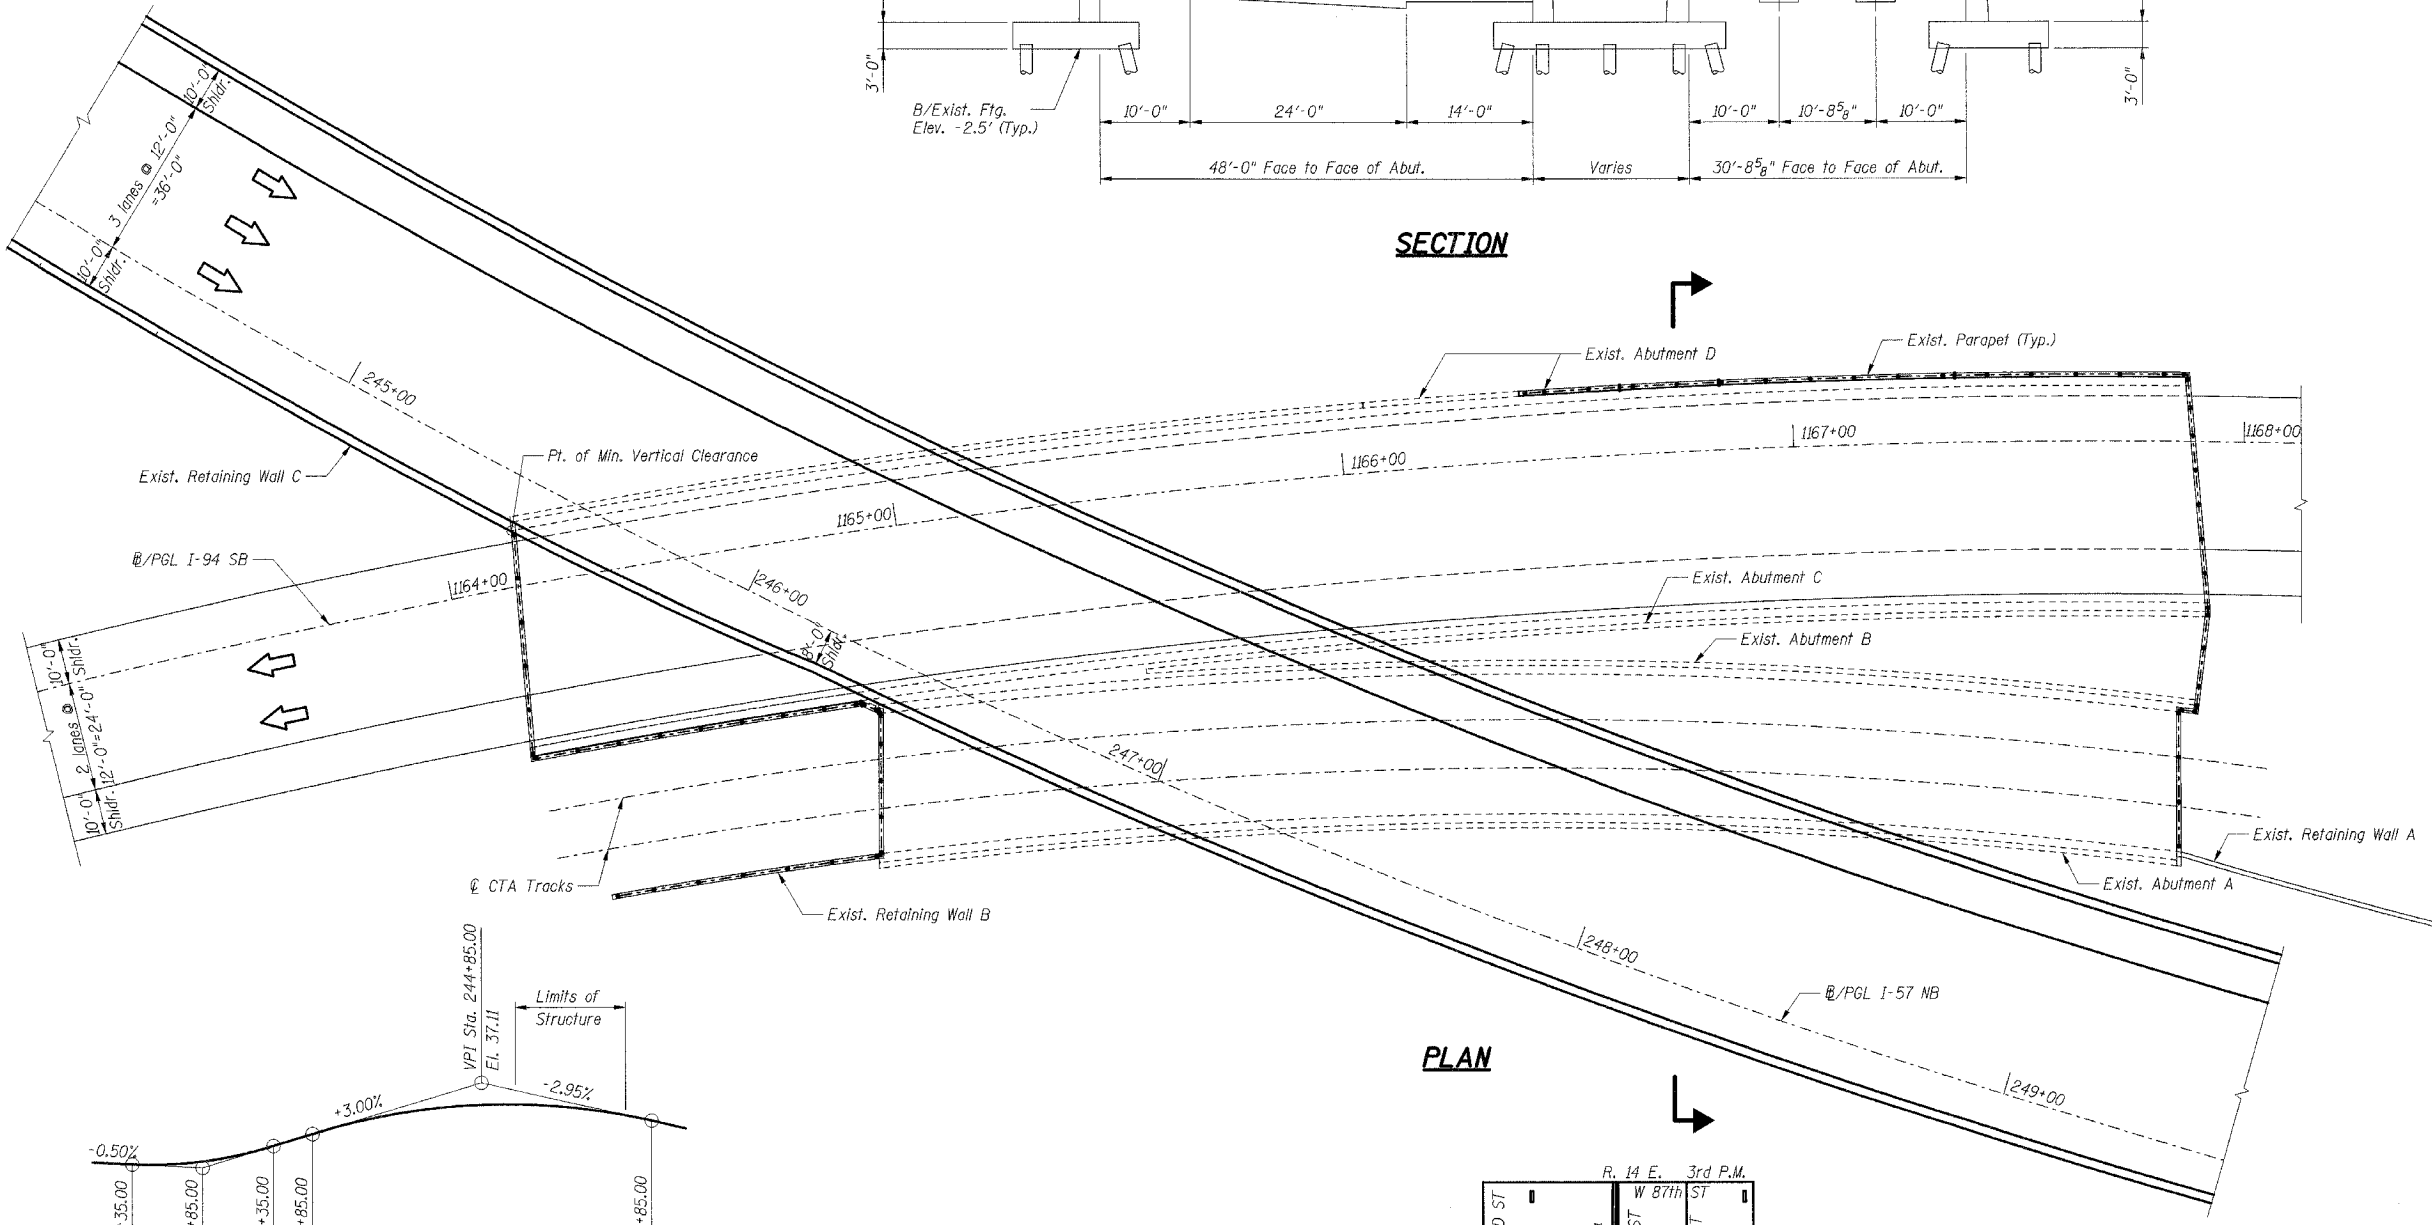 3'-0"
B/Exist. Ftg.
Elev. -2.5' (Typ.)
10'-0"
24'-0"
14'-0"
10'-0"
10'-8⅝"
10'-0"
3'-0"
48'-0" Face to Face of Abut.
Varies
30'-8⅝" Face to Face of Abut.
SECTION
10'-0"
Shldr.
3 lanes @ 12'-0"
=36'-0"
10'-0"
Shldr.
245+00
Exist. Retaining Wall C
Pt. of Min. Vertical Clearance
Exist. Abutment D
Exist. Parapet (Typ.)
1167+00
1168+00
1166+00
1165+00
1164+00
℄/PGL I-94 SB
246+00
8'-0"
Shldr.
Exist. Abutment C
Exist. Abutment B
10'-0"
Shldr.
2 lanes @
12'-0"=24'-0"
10'-0"
Shldr.
247+00
℄ CTA Tracks
Exist. Retaining Wall B
Exist. Retaining Wall A
Exist. Abutment A
248+00
℄/PGL I-57 NB
249+00
PLAN
VPI Sta. 244+85.00
El. 37.11
Limits of
Structure
-0.50%
+3.00%
-2.95%
35.00
+85.00
+35.00
+85.00
+85.00
R. 14 E. 3rd P.M.
W 87th ST
ST
ST